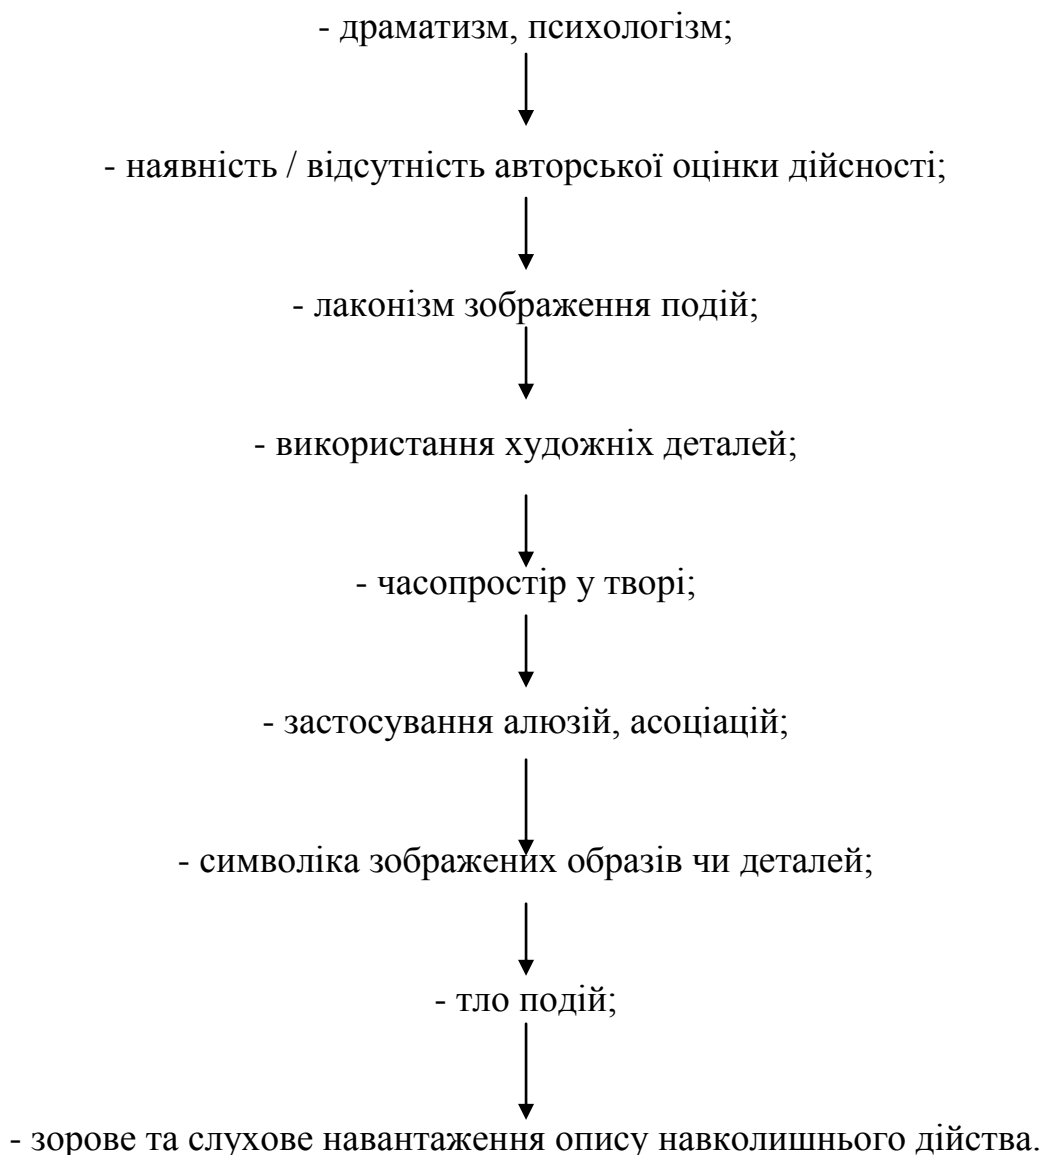 - драматизм, психологізм;
- наявність / відсутність авторської оцінки дійсності;
- лаконізм зображення подій;
- використання художніх деталей;
- часопростір у творі;
- застосування алюзій, асоціацій;
- символіка зображених образів чи деталей;
- тло подій;
- зорове та слухове навантаження опису навколишнього дійства.